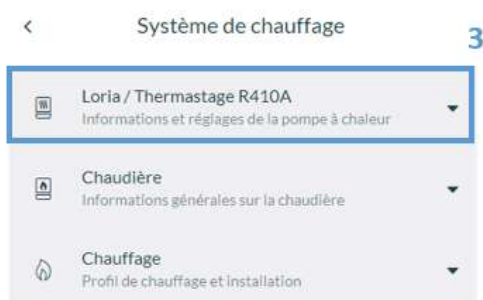 Système de chauffage
3
Loria / Thermastage R410A
Informations et réglages de la pompe à chaleur
Chaudière
Informations générales sur la chaudière
Chauffage
Profil de chauffage et installation